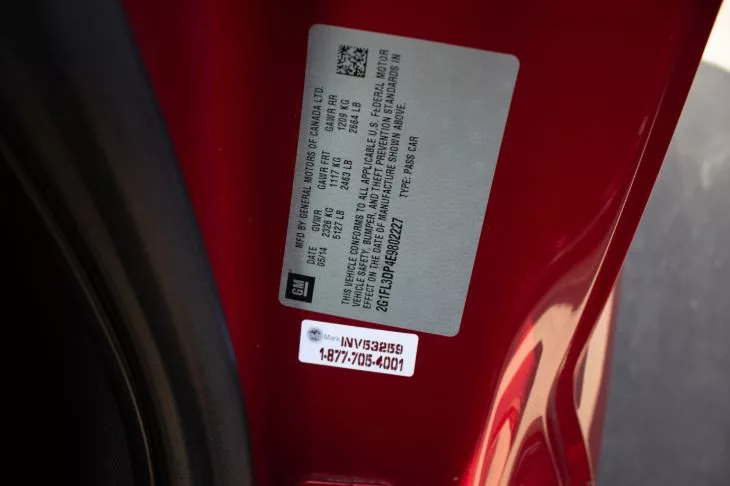 MFD BY GENERAL MOTORS OF CANADA LTD.
DATE GVWR GAWR FRT GAWR RR
05/14 2326 KG 1117 KG 1209 KG
5127 LB 2463 LB 2664 LB
THIS VEHICLE CONFORMS TO ALL APPLICABLE U.S. FEDERAL MOTOR
VEHICLE SAFETY, BUMPER, AND THEFT PREVENTION STANDARDS IN
EFFECT ON THE DATE OF MANUFACTURE SHOWN ABOVE.
2G1FL3DP4E9802227 TYPE: PASS CAR
GM
Mark INV53259
1-877-705-4001